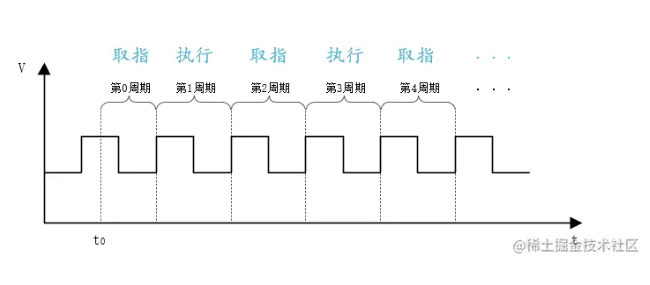 取指 执行 取指 执行 取指 . . .
V
第0周期 第1周期 第2周期 第3周期 第4周期 . . .
t0 t
@稀土掘金技术社区